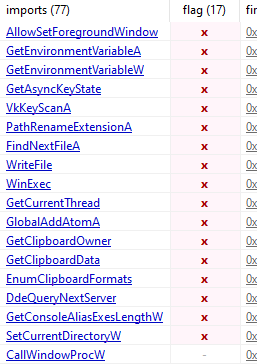 imports (77) flag (17) fir
AllowSetForegroundWindow x 0x
GetEnvironmentVariableA x 0x
GetEnvironmentVariableW x 0x
GetAsyncKeyState x 0x
VkKeyScanA x 0x
PathRenameExtensionA x 0x
FindNextFileA x 0x
WriteFile x 0x
WinExec x 0x
GetCurrentThread x 0x
GlobalAddAtomA x 0x
GetClipboardOwner x 0x
GetClipboardData x 0x
EnumClipboardFormats x 0x
DdeQueryNextServer x 0x
GetConsoleAliasExesLengthW x 0x
SetCurrentDirectoryW x 0x
CallWindowProcW - 0x